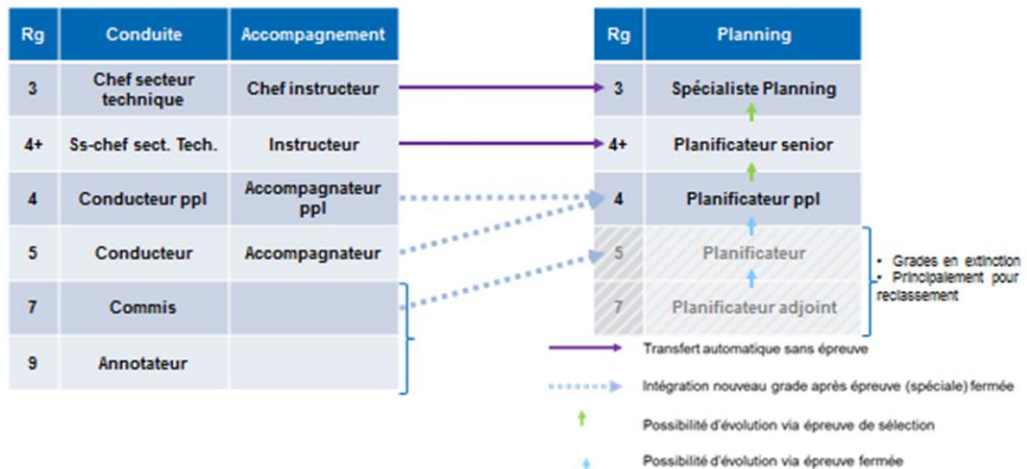 Rg Conduite Accompagnement
3 Chef secteur technique Chef instructeur
4+ Ss-chef sect. Tech. Instructeur
4 Conducteur ppl Accompagnateur ppl
5 Conducteur Accompagnateur
7 Commis
9 Annotateur
Rg Planning
3 Spécialiste Planning
4+ Planificateur senior
4 Planificateur ppl
5 Planificateur
7 Planificateur adjoint
• Grades en extinction
• Principalement pour
reclassement
Transfert automatique sans épreuve
Intégration nouveau grade après épreuve (spéciale) fermée
Possibilité d'évolution via épreuve de sélection
Possibilité d'évolution via épreuve fermée